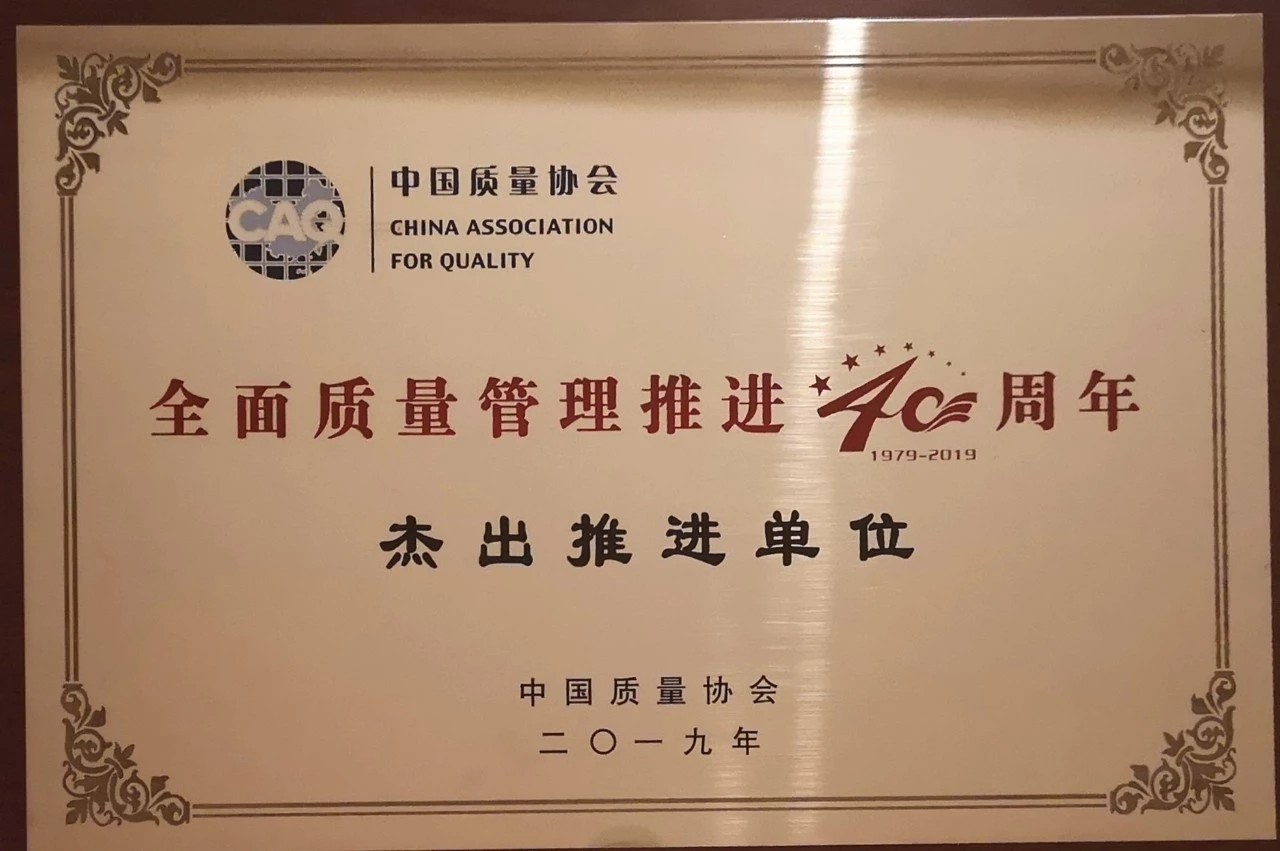 CAQ
中国质量协会
CHINA ASSOCIATION
FOR QUALITY
全面质量管理推进40周年
1979-2019
杰出推进单位
中国质量协会
二〇一九年